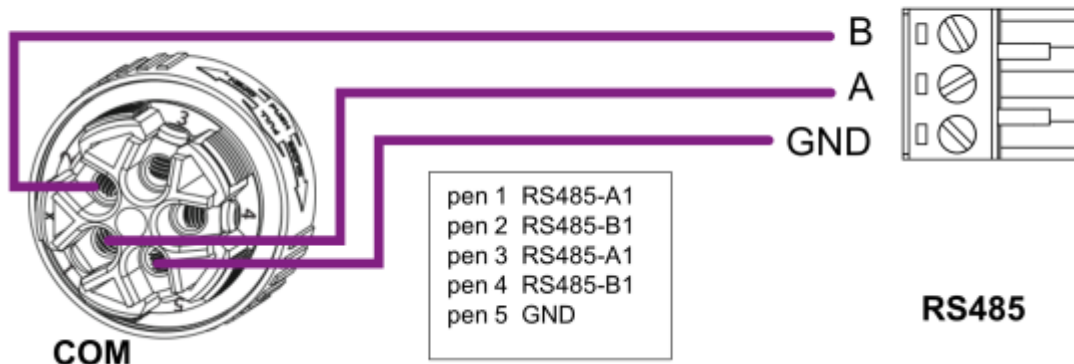 B
A
GND
3
4
5
pen 1 RS485-A1
pen 2 RS485-B1
pen 3 RS485-A1
pen 4 RS485-B1
pen 5 GND
RS485
COM